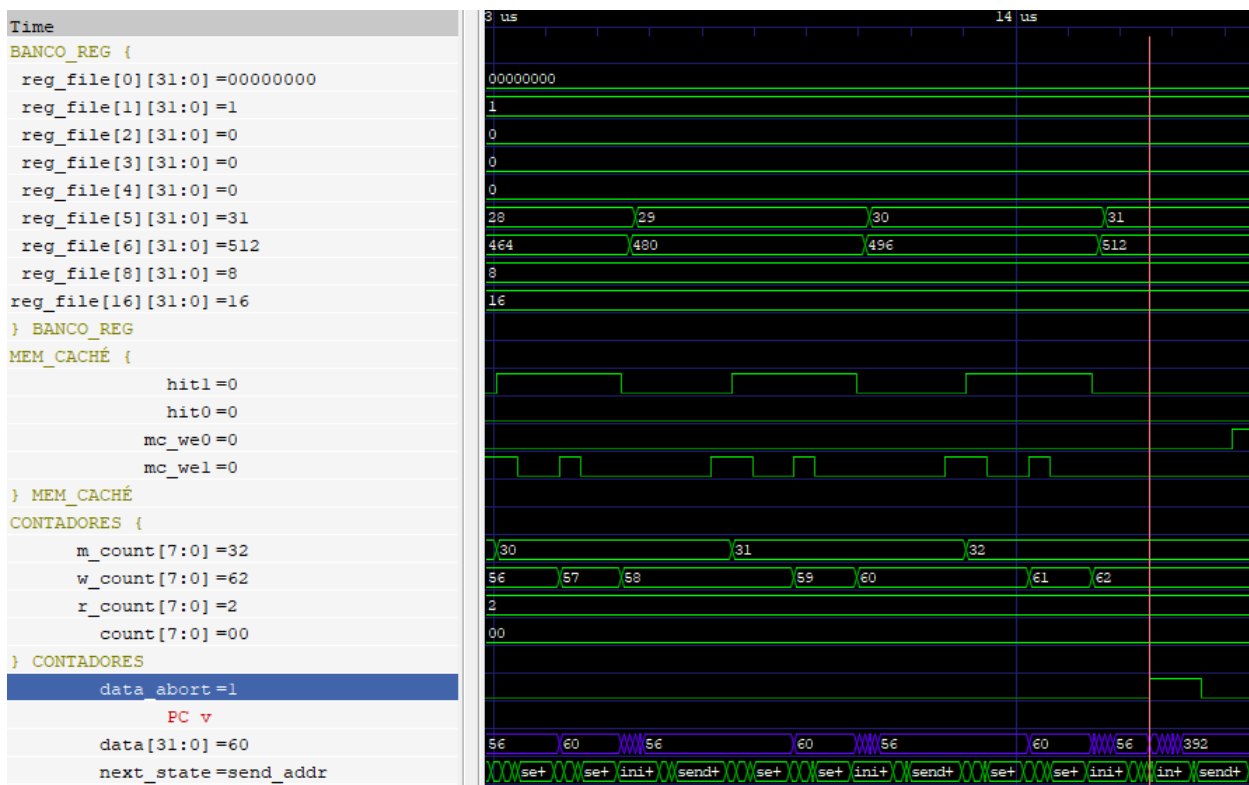 Time 3 us 14 us
BANCO_REG {
reg_file[0][31:0]=00000000 00000000
reg_file[1][31:0]=1 1
reg_file[2][31:0]=0 0
reg_file[3][31:0]=0 0
reg_file[4][31:0]=0 0
reg_file[5][31:0]=31 28 29 30 31
reg_file[6][31:0]=512 464 480 496 512
reg_file[8][31:0]=8 8
reg_file[16][31:0]=16 16
} BANCO_REG
MEM_CACHÉ {
hit1=0
hit0=0
mc_we0=0
mc_we1=0
} MEM_CACHÉ
CONTADORES {
m_count[7:0]=32 30 31 32
w_count[7:0]=62 56 57 58 59 60 61 62
r_count[7:0]=2 2
count[7:0]=00 00
} CONTADORES
data_abort=1
PC
data[31:0]=60 56 60 56 60 56 60 56 392
next_state=send_addr se+ se+ ini+ send+ se+ se+ ini+ send+ se+ se+ ini+ in+ send+